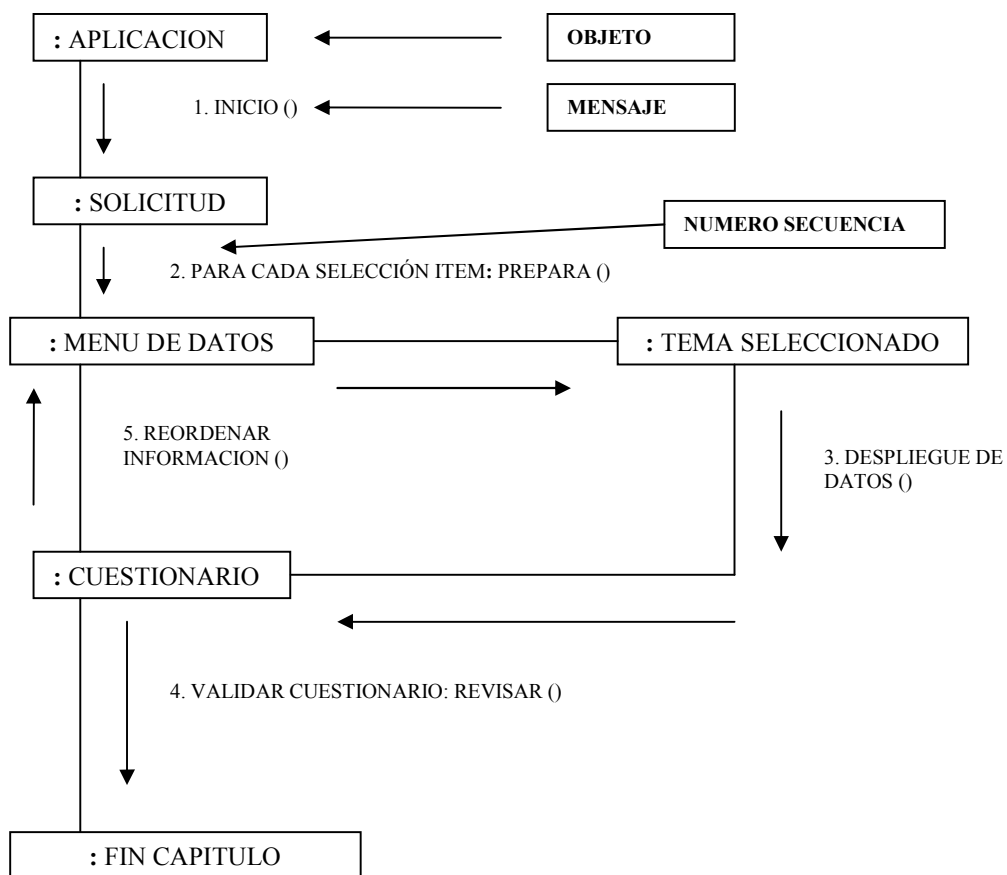 : APLICACION
OBJETO
1. INICIO ()
MENSAJE
: SOLICITUD
NUMERO SECUENCIA
2. PARA CADA SELECCIÓN ITEM: PREPARA ()
: MENU DE DATOS
: TEMA SELECCIONADO
5. REORDENAR
INFORMACION ()
3. DESPLIEGUE DE
DATOS ()
: CUESTIONARIO
4. VALIDAR CUESTIONARIO: REVISAR ()
: FIN CAPITULO